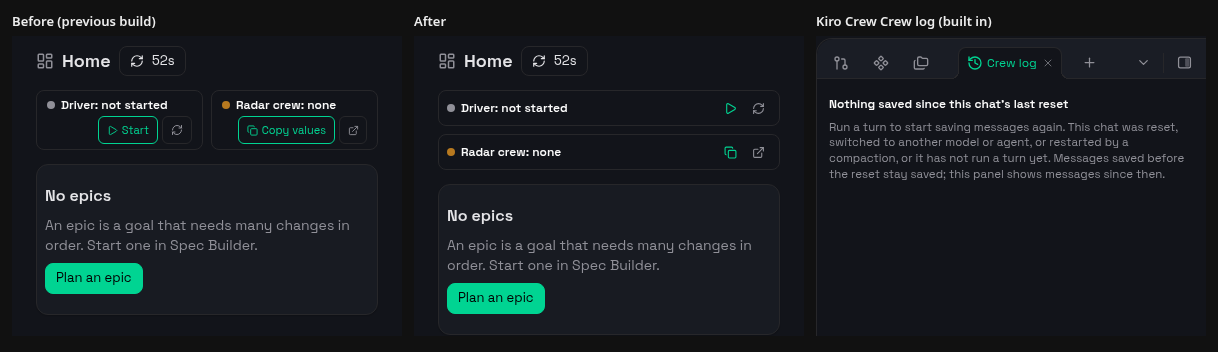 Before (previous build)
Home
52s
Driver: not started
Start
Radar crew: none
Copy values
No epics
An epic is a goal that needs many changes in
order. Start one in Spec Builder.
Plan an epic
After
Home
52s
Driver: not started
Radar crew: none
No epics
An epic is a goal that needs many changes in
order. Start one in Spec Builder.
Plan an epic
Kiro Crew Crew log (built in)
Crew log
Nothing saved since this chat's last reset
Run a turn to start saving messages again. This chat was reset,
switched to another model or agent, or restarted by a
compaction, or it has not run a turn yet. Messages saved before
the reset stay saved; this panel shows messages since then.